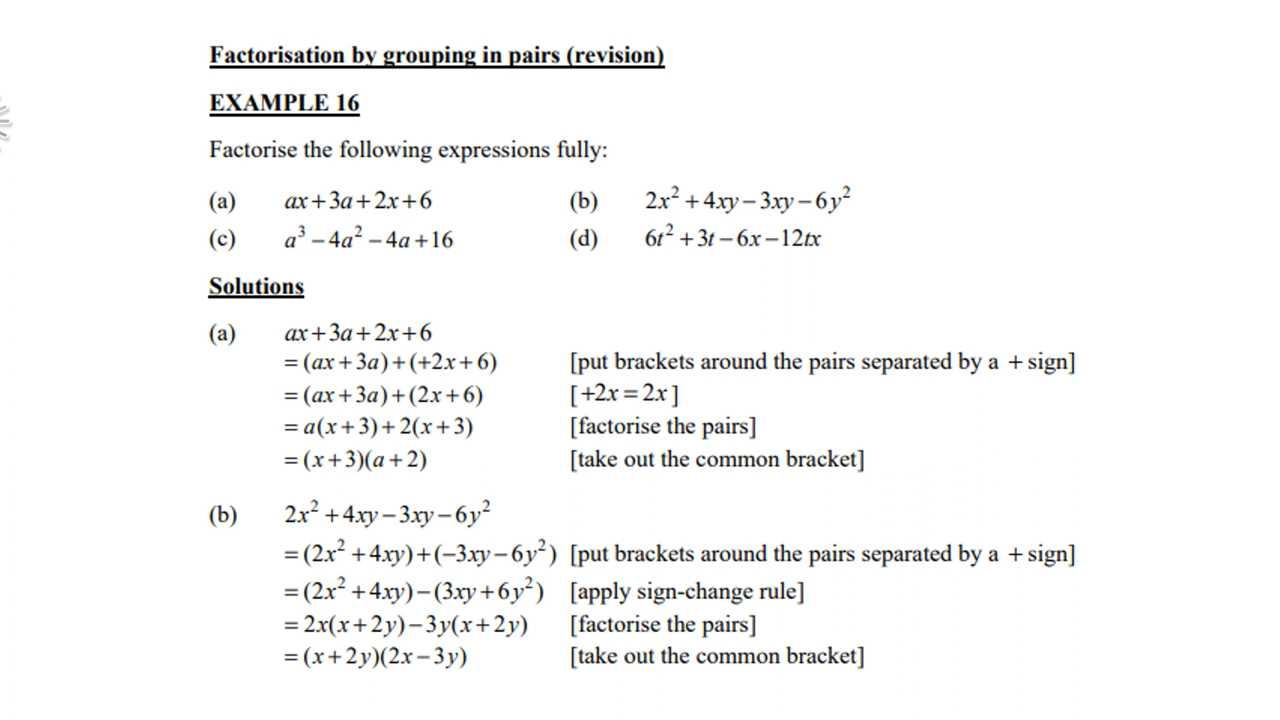 Factorisation by grouping in pairs (revision)
EXAMPLE 16
Factorise the following expressions fully:
(a) ax+3a+2x+6 (b) 2x²+4xy−3xy−6y²
(c) a³−4a²−4a+16 (d) 6t²+3t−6x−12tx
Solutions
(a) ax+3a+2x+6
=(ax+3a)+(+2x+6) [put brackets around the pairs separated by a + sign]
=(ax+3a)+(2x+6) [+2x=2x]
=a(x+3)+2(x+3) [factorise the pairs]
=(x+3)(a+2) [take out the common bracket]
(b) 2x²+4xy−3xy−6y²
=(2x²+4xy)+(−3xy−6y²) [put brackets around the pairs separated by a + sign]
=(2x²+4xy)−(3xy+6y²) [apply sign-change rule]
=2x(x+2y)−3y(x+2y) [factorise the pairs]
=(x+2y)(2x−3y) [take out the common bracket]